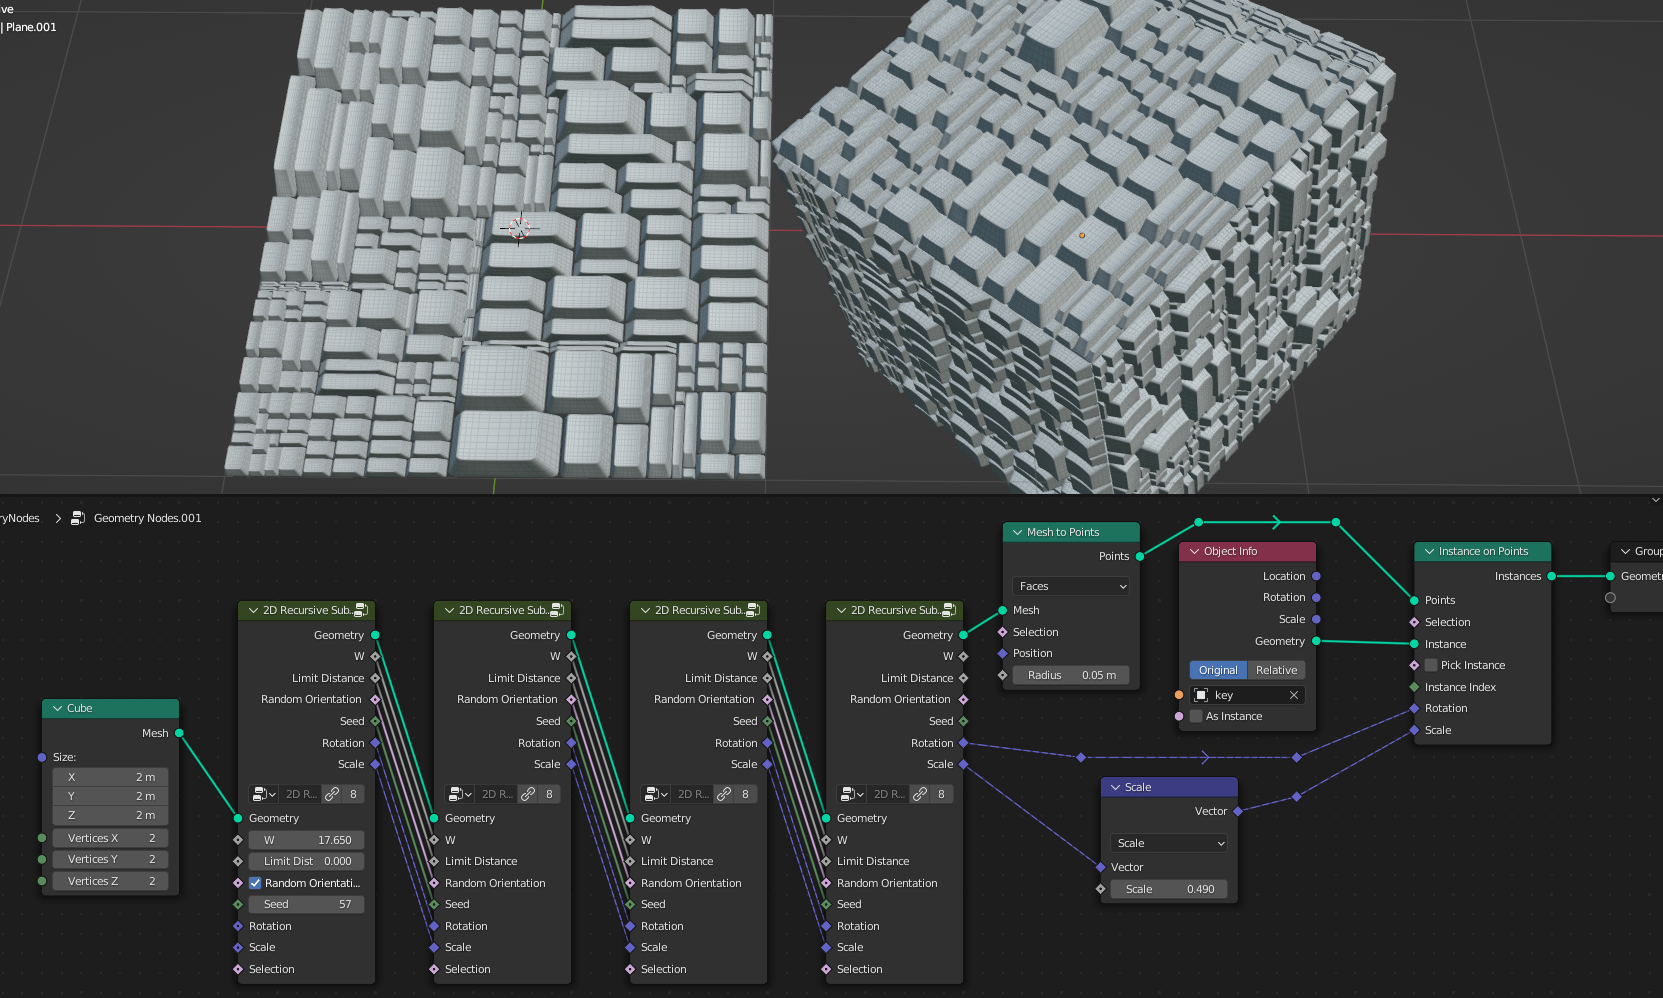 ve
| Plane.001
ryNodes > Geometry Nodes.001
Cube
Mesh
Size:
X 2 m
Y 2 m
Z 2 m
Vertices X 2
Vertices Y 2
Vertices Z 2
2D Recursive Sub..
Geometry
W
Limit Distance
Random Orientation
Seed
Rotation
Scale
2D R... 8
Geometry
W 17.650
Limit Dist 0.000
Random Orientati...
Seed 57
Rotation
Scale
Selection
2D Recursive Sub..
Geometry
W
Limit Distance
Random Orientation
Seed
Rotation
Scale
2D R... 8
Geometry
W
Limit Distance
Random Orientation
Seed
Rotation
Scale
Selection
2D Recursive Sub..
Geometry
W
Limit Distance
Random Orientation
Seed
Rotation
Scale
2D R... 8
Geometry
W
Limit Distance
Random Orientation
Seed
Rotation
Scale
Selection
2D Recursive Sub..
Geometry
W
Limit Distance
Random Orientation
Seed
Rotation
Scale
2D R... 8
Geometry
W
Limit Distance
Random Orientation
Seed
Rotation
Scale
Selection
Mesh to Points
Points
Faces
Mesh
Selection
Position
Radius 0.05 m
Object Info
Location
Rotation
Scale
Geometry
Original Relative
key
As Instance
Scale
Vector
Scale
Vector
Scale 0.490
Instance on Points
Instances
Points
Selection
Instance
Pick Instance
Instance Index
Rotation
Scale
Group
Geometr